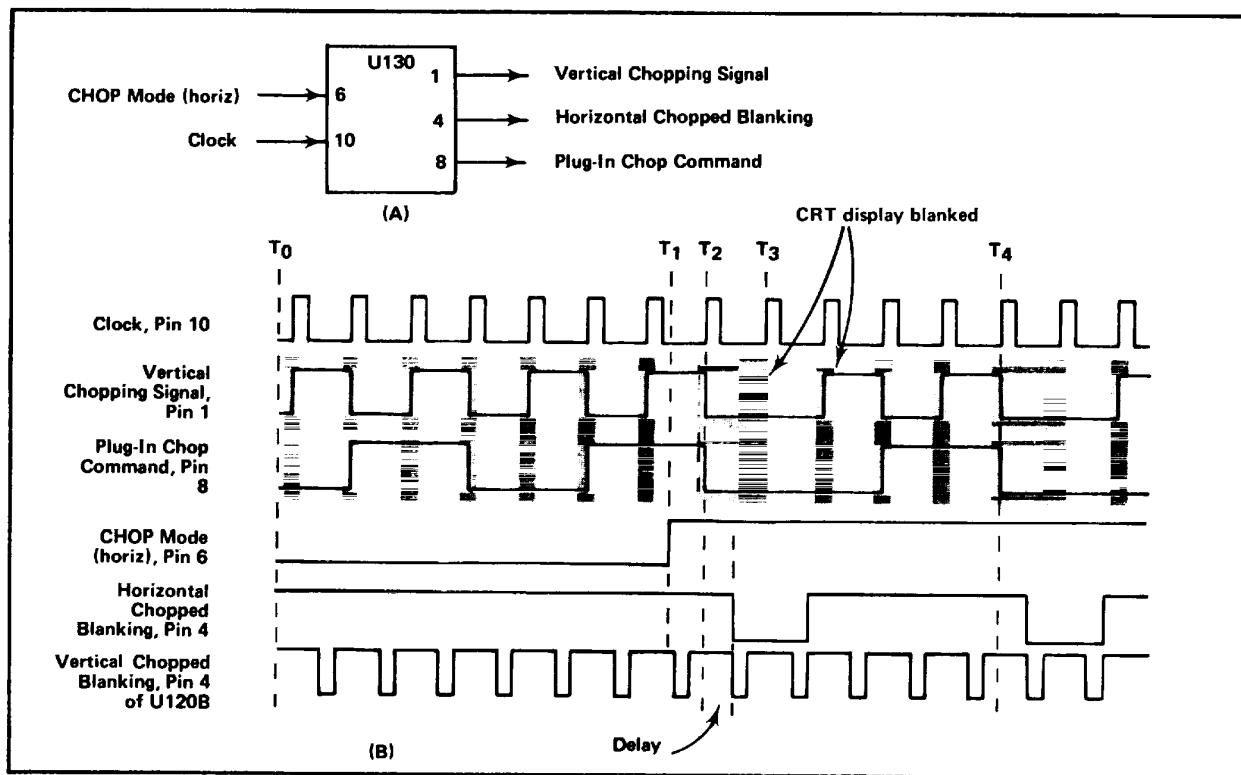 U130
CHOP Mode (horiz)
6
Clock
10
1
Vertical Chopping Signal
4
Horizontal Chopped Blanking
8
Plug-In Chop Command
(A)
CRT display blanked
T0
T1
T2
T3
T4
Clock, Pin 10
Vertical
Chopping Signal,
Pin 1
Plug-In Chop
Command, Pin
8
CHOP Mode
(horiz), Pin 6
Horizontal
Chopped
Blanking, Pin 4
Vertical Chopped
Blanking, Pin 4
of U120B
Delay
(B)